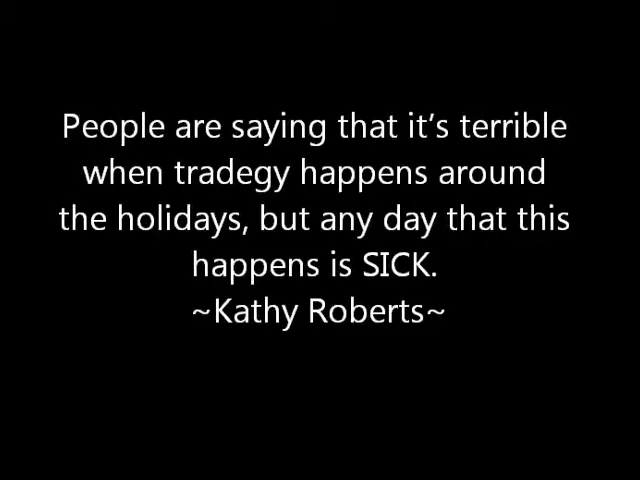 People are saying that it’s terrible
when tradegy happens around
the holidays, but any day that this
happens is SICK.
~Kathy Roberts~